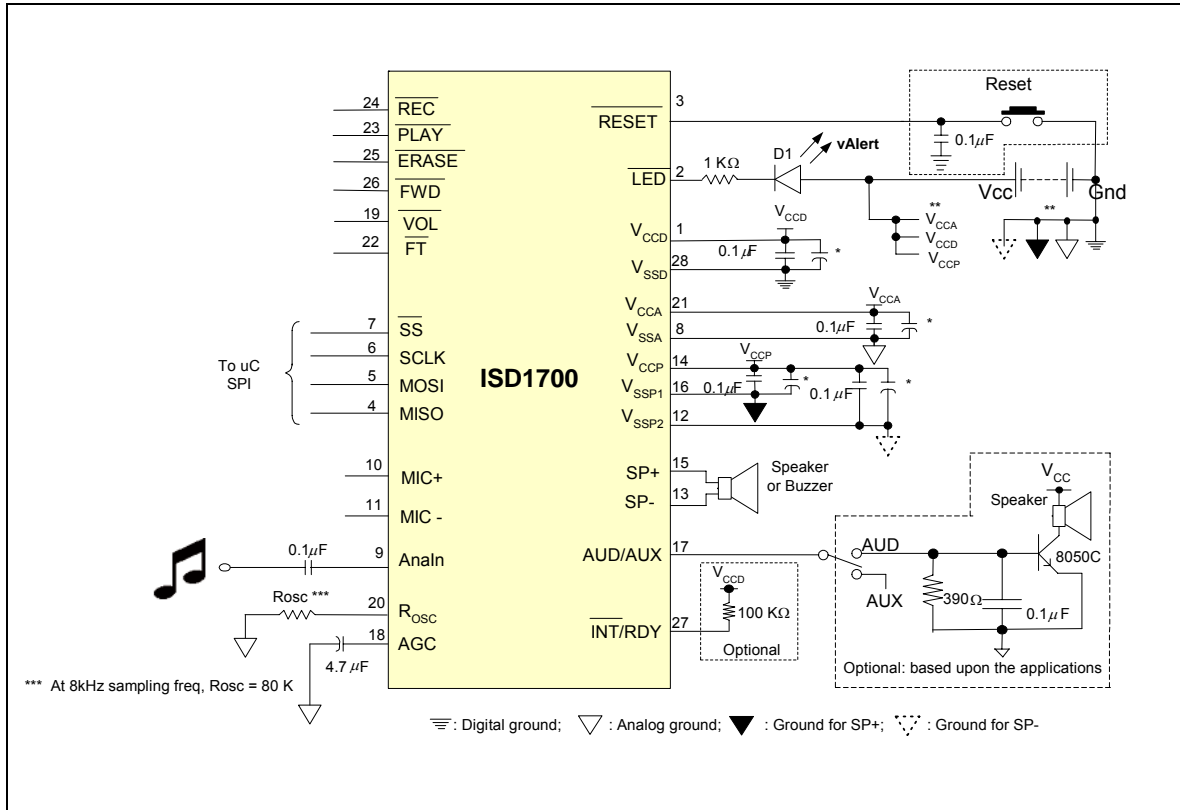 ISD1700
24 REC
23 PLAY
25 ERASE
26 FWD
19 VOL
22 FT
To uC
SPI
7 SS
6 SCLK
5 MOSI
4 MISO
10 MIC+
11 MIC -
0.1µF
9 AnaIn
Rosc ***
20 ROSC
18 AGC
4.7 µF
*** At 8kHz sampling freq, Rosc = 80 K
RESET 3
Reset
0.1µF
LED 2
1 KΩ
D1
vAlert
Vcc
Gnd
**
VCCA
VCCD
VCCP
**
VCCD 1
VCCD
0.1 µF
*
VSSD 28
VCCA 21
VCCA
0.1µF
*
VSSA 8
VCCP 14
VCCP
0.1µF
*
0.1µF
*
VSSP1 16
VSSP2 12
SP+ 15
SP- 13
Speaker
or Buzzer
AUD/AUX 17
AUD
AUX
VCC
Speaker
8050C
390Ω
0.1µF
Optional: based upon the applications
INT/RDY 27
VCCD
100 KΩ
Optional
: Digital ground; : Analog ground; : Ground for SP+; : Ground for SP-